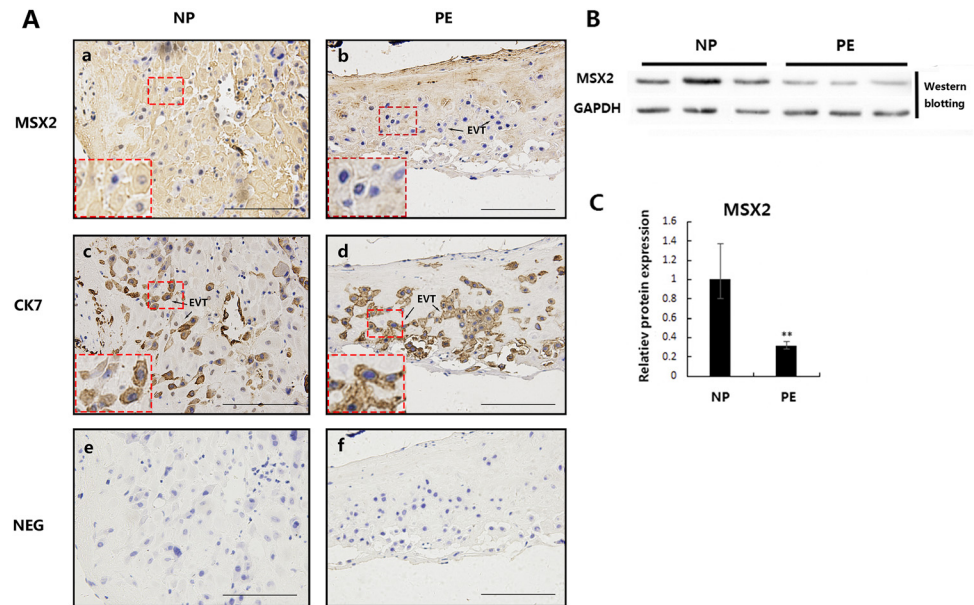 A
NP
PE
MSX2
a
b
EVT
CK7
c
EVT
d
EVT
NEG
e
f
B
NP
PE
MSX2
GAPDH
Western
blotting
C
MSX2
Relatiev protein expression
1.6
1.4
1.2
1
0.8
0.6
0.4
0.2
0
**
NP
PE